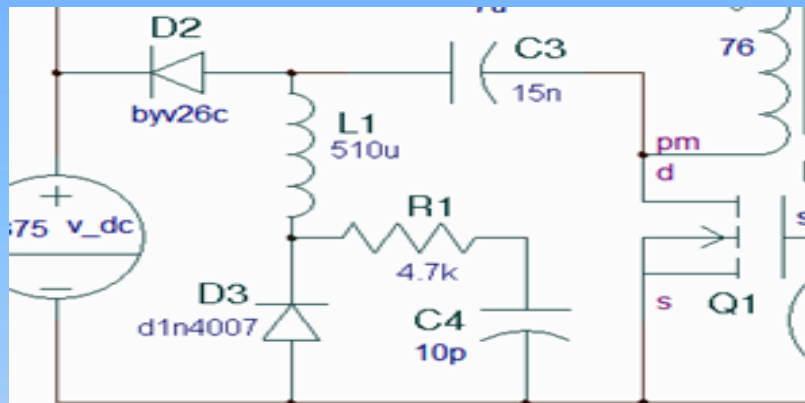 D2
C3
76
byv26c
15n
L1
510u
pm
d
R1
v_dc
4.7k
D3
s
Q1
d1n4007
C4
10p